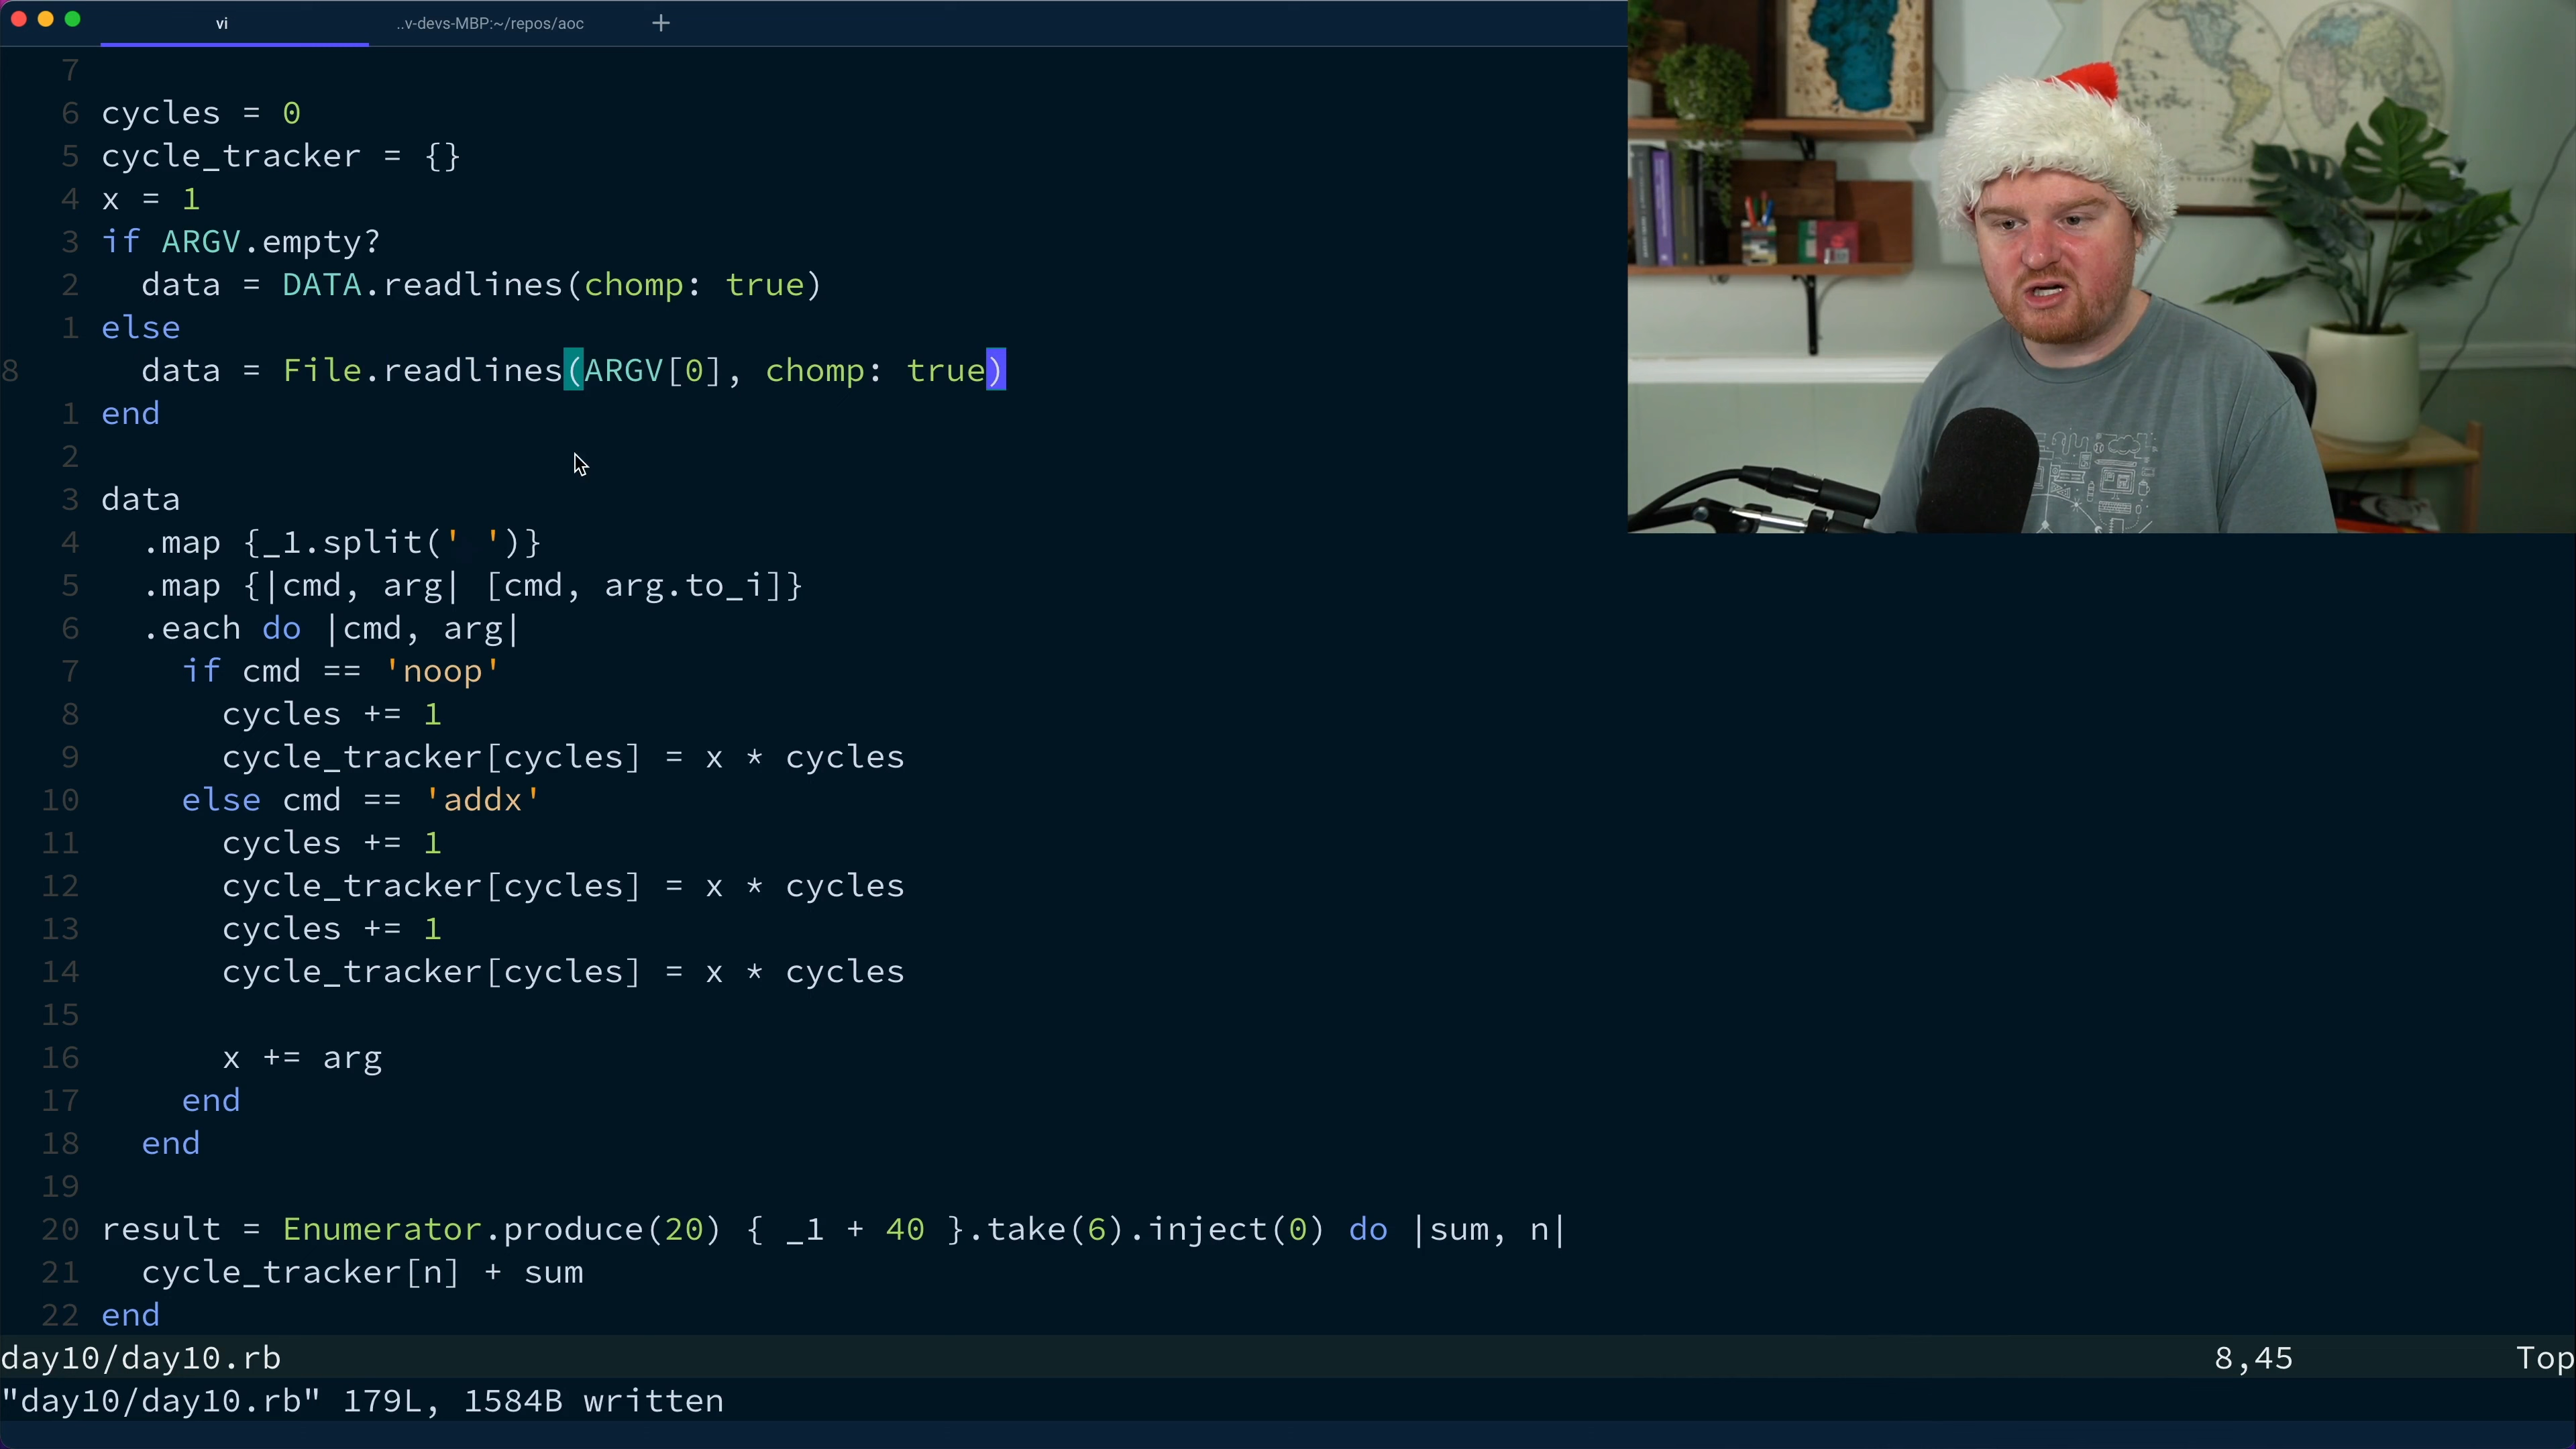 vi
..v-devs-MBP:~/repos/aoc
+
7
6 cycles = 0
5 cycle_tracker = {}
4 x = 1
3 if ARGV.empty?
2   data = DATA.readlines(chomp: true)
1 else
8   data = File.readlines(ARGV[0], chomp: true)
1 end
2
3 data
4   .map {_1.split(' ')}
5   .map {|cmd, arg| [cmd, arg.to_i]}
6   .each do |cmd, arg|
7     if cmd == 'noop'
8       cycles += 1
9       cycle_tracker[cycles] = x * cycles
10     else cmd == 'addx'
11       cycles += 1
12       cycle_tracker[cycles] = x * cycles
13       cycles += 1
14       cycle_tracker[cycles] = x * cycles
15
16       x += arg
17     end
18   end
19
20 result = Enumerator.produce(20) { _1 + 40 }.take(6).inject(0) do |sum, n|
21   cycle_tracker[n] + sum
22 end
day10/day10.rb 8,45 Top
"day10/day10.rb" 179L, 1584B written